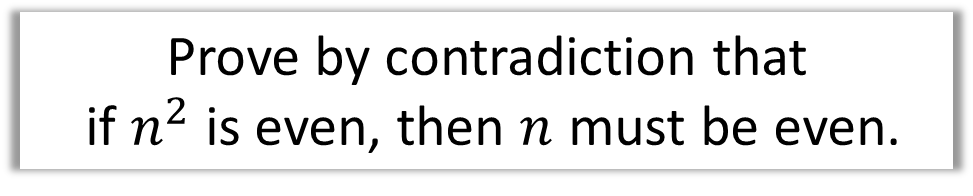 Prove by contradiction that
if 𝑛² is even, then 𝑛 must be even.